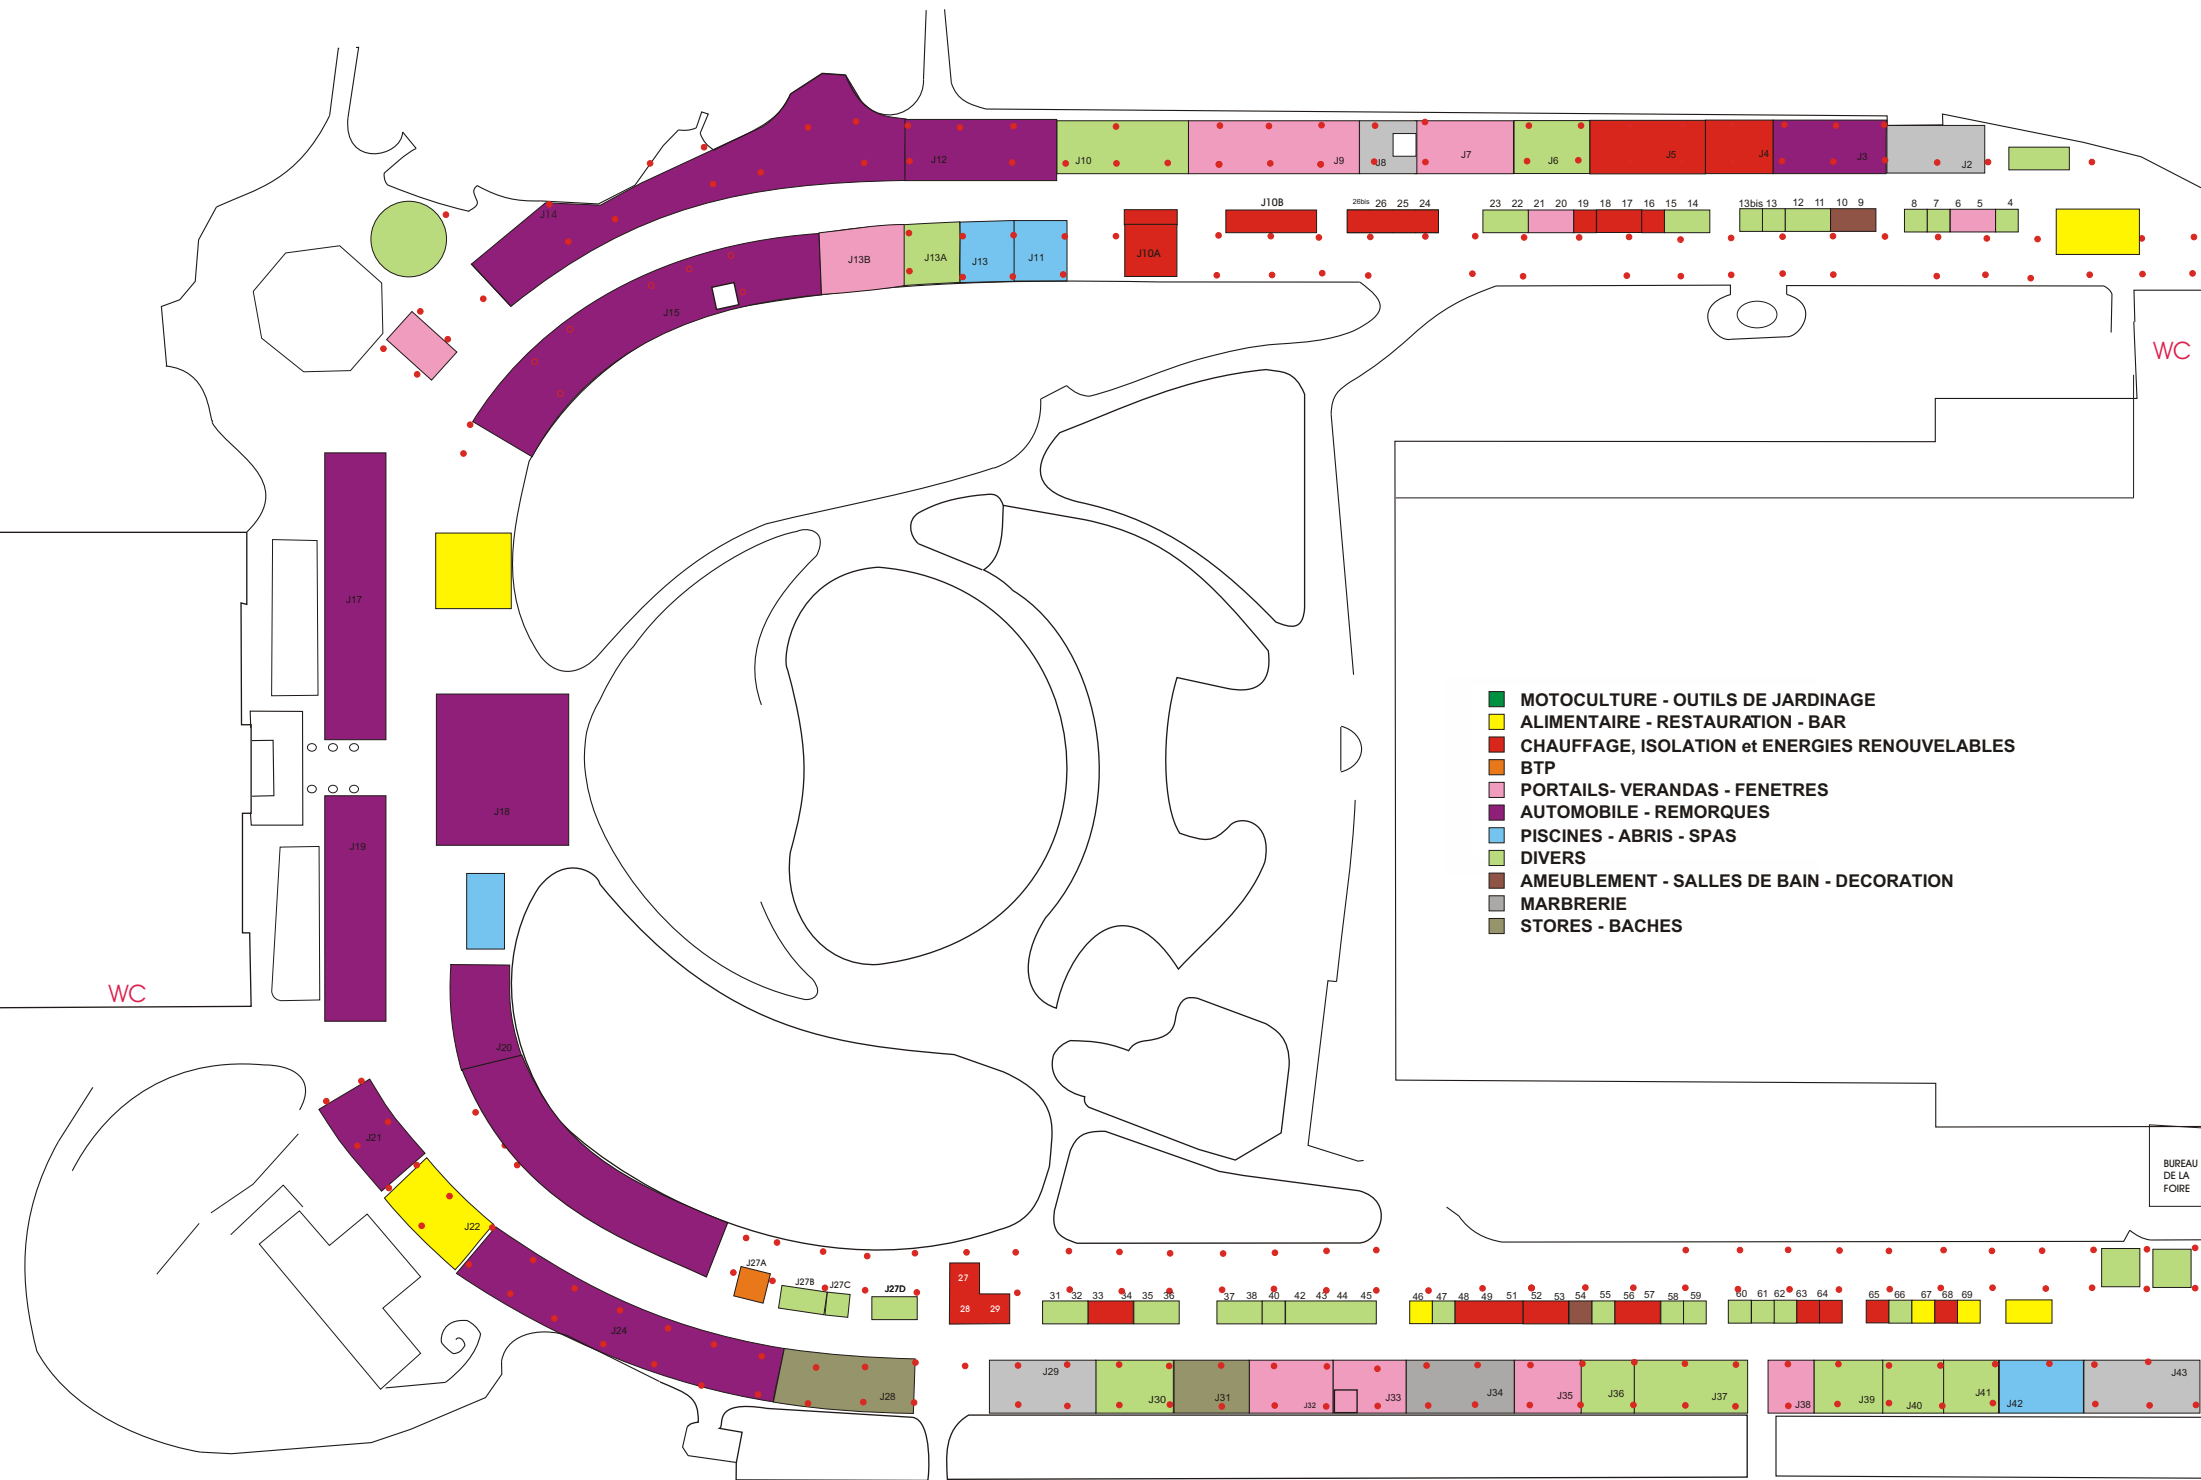 J12
J10
J9
J8
J7
J6
J5
J4
J3
J2
J14
J10B
26bis 26 25 24
23 22 21 20 19 18 17 16 15 14
13bis 13 12 11 10 9
8 7 6 5 4
J13B
J13A
J13
J11
J10A
J15
WC
J17
J18
J19
MOTOCULTURE - OUTILS DE JARDINAGE
ALIMENTAIRE - RESTAURATION - BAR
CHAUFFAGE, ISOLATION et ENERGIES RENOUVELABLES
BTP
PORTAILS- VERANDAS - FENETRES
AUTOMOBILE - REMORQUES
PISCINES - ABRIS - SPAS
DIVERS
AMEUBLEMENT - SALLES DE BAIN - DECORATION
MARBRERIE
STORES - BACHES
WC
J20
J21
J22
BUREAU
DE LA
FOIRE
J27A
J27B
J27C
J27D
27
28 29
31 32 33 34 35 36
37 38 40 42 43 44 45
46 47 48 49 51 52 53 54 55 56 57 58 59
60 61 62 63 64
65 66 67 68 69
J24
J28
J29
J30
J31
J32
J33
J34
J35
J36
J37
J38
J39
J40
J41
J42
J43